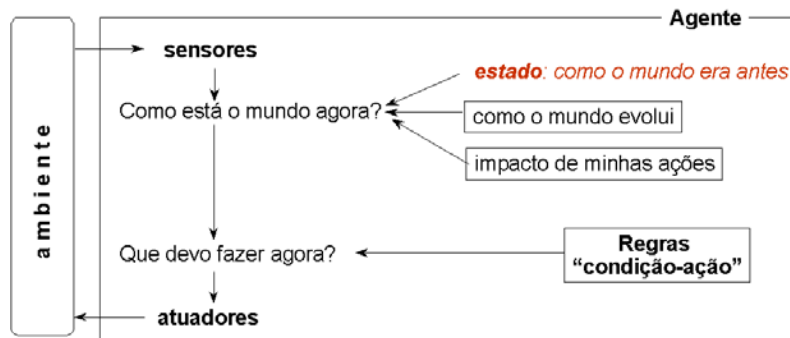 Agente
sensores
estado: como o mundo era antes
Como está o mundo agora?
como o mundo evolui
impacto de minhas ações
ambiente
Que devo fazer agora?
Regras
“condição-ação”
atuadores